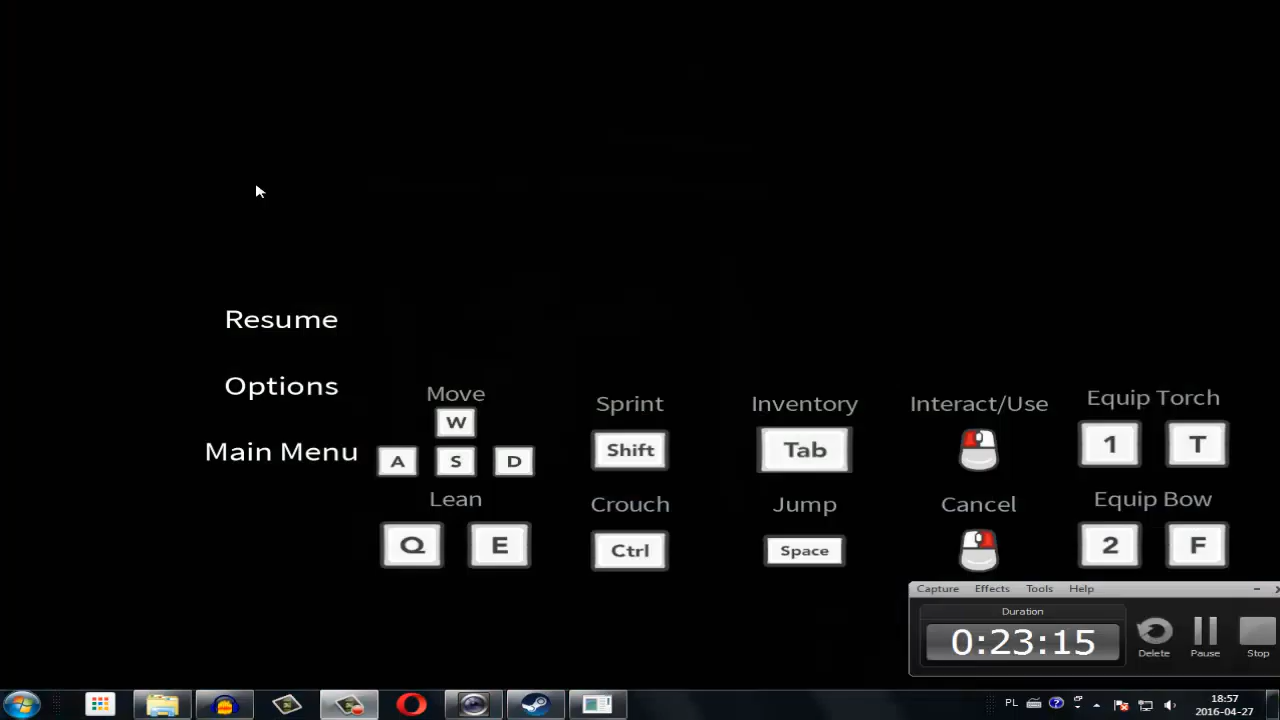 Resume
Options
Main Menu
Move
W
A S D
Lean
Q E
Sprint
Shift
Crouch
Ctrl
Inventory
Tab
Jump
Space
Interact/Use
Cancel
Equip Torch
1 T
Equip Bow
2 F
Capture Effects Tools Help
Duration
0:23:15
Delete Pause Stop
PL
18:57
2016-04-27